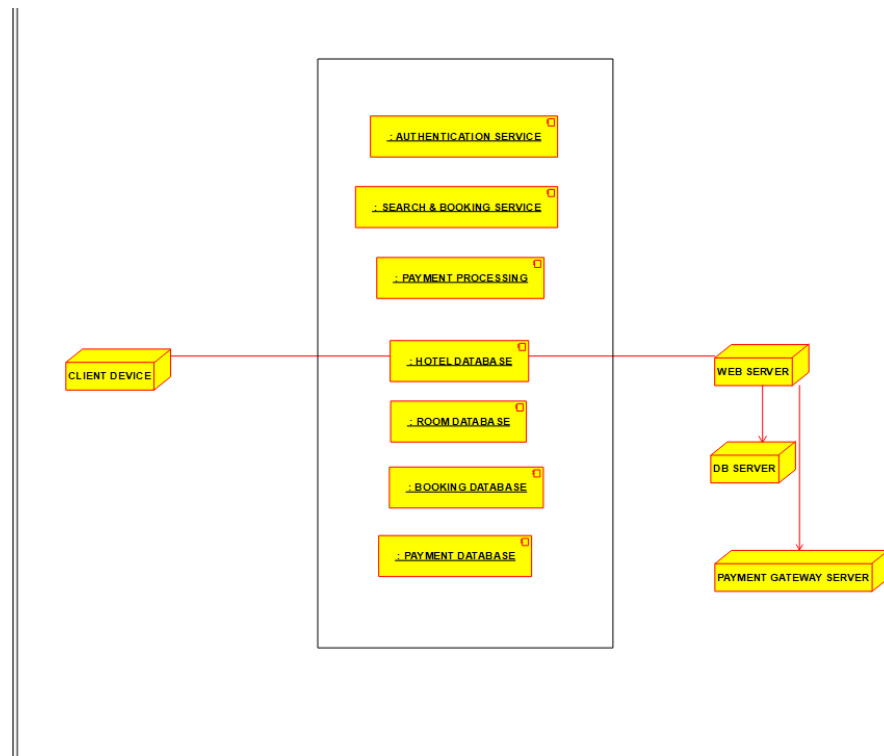 : AUTHENTICATION SERVICE
: SEARCH & BOOKING SERVICE
: PAYMENT PROCESSING
CLIENT DEVICE
: HOTEL DATABASE
WEB SERVER
: ROOM DATABASE
DB SERVER
: BOOKING DATABASE
: PAYMENT DATABASE
PAYMENT GATEWAY SERVER